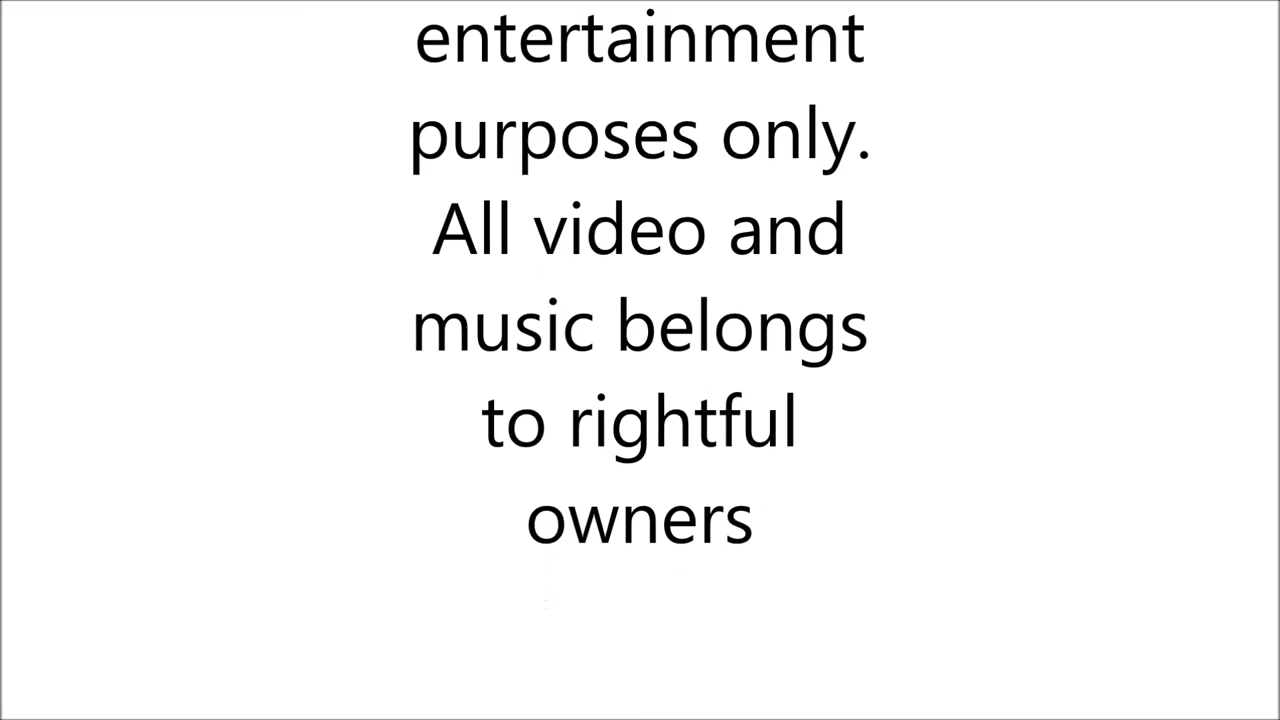 entertainment
purposes only.
All video and
music belongs
to rightful
owners